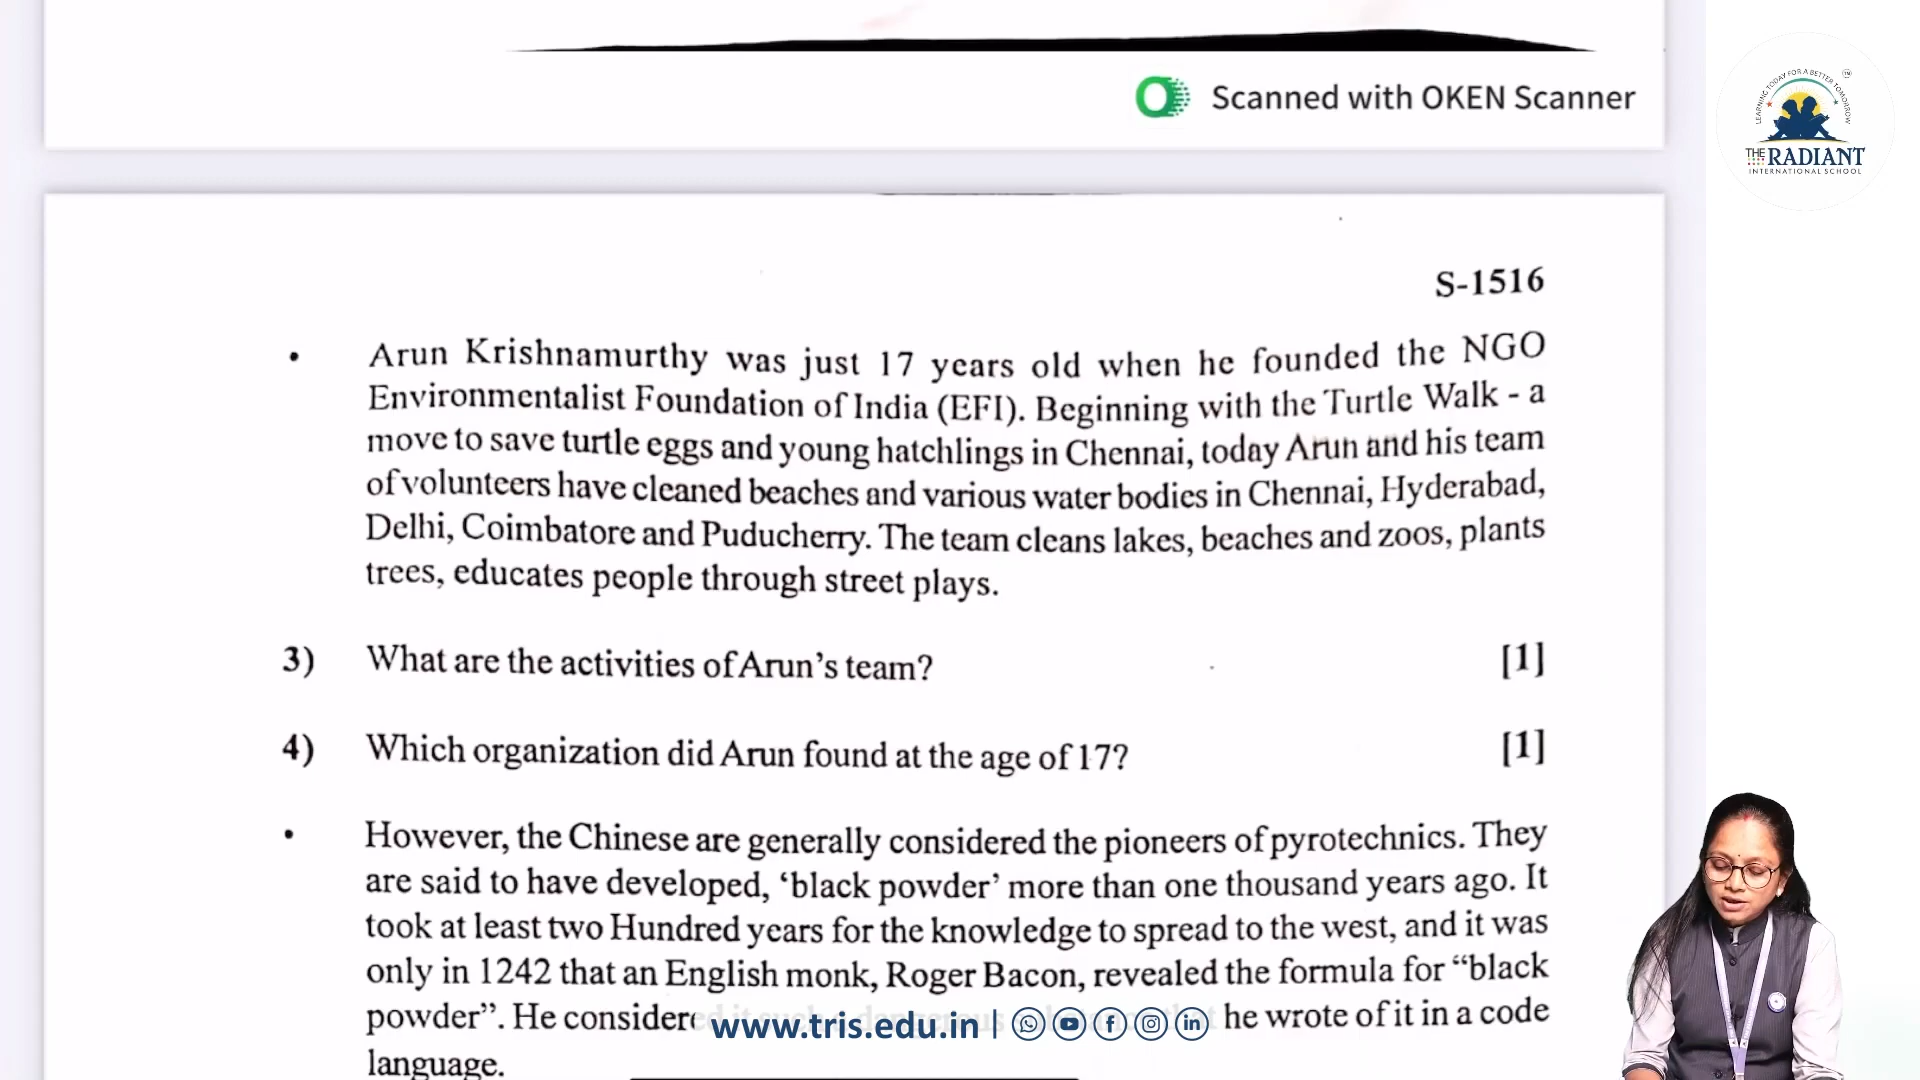 Scanned with OKEN Scanner
LEARNING TODAY FOR A BETTER TOMORROW
TM
THE RADIANT
INTERNATIONAL SCHOOL
S-1516
• Arun Krishnamurthy was just 17 years old when he founded the NGO
Environmentalist Foundation of India (EFI). Beginning with the Turtle Walk - a
move to save turtle eggs and young hatchlings in Chennai, today Arun and his team
of volunteers have cleaned beaches and various water bodies in Chennai, Hyderabad,
Delhi, Coimbatore and Puducherry. The team cleans lakes, beaches and zoos, plants
trees, educates people through street plays.
3) What are the activities of Arun's team? [1]
4) Which organization did Arun found at the age of 17? [1]
• However, the Chinese are generally considered the pioneers of pyrotechnics. They
are said to have developed, 'black powder' more than one thousand years ago. It
took at least two Hundred years for the knowledge to spread to the west, and it was
only in 1242 that an English monk, Roger Bacon, revealed the formula for "black
powder". He considere he wrote of it in a code
language.
www.tris.edu.in |